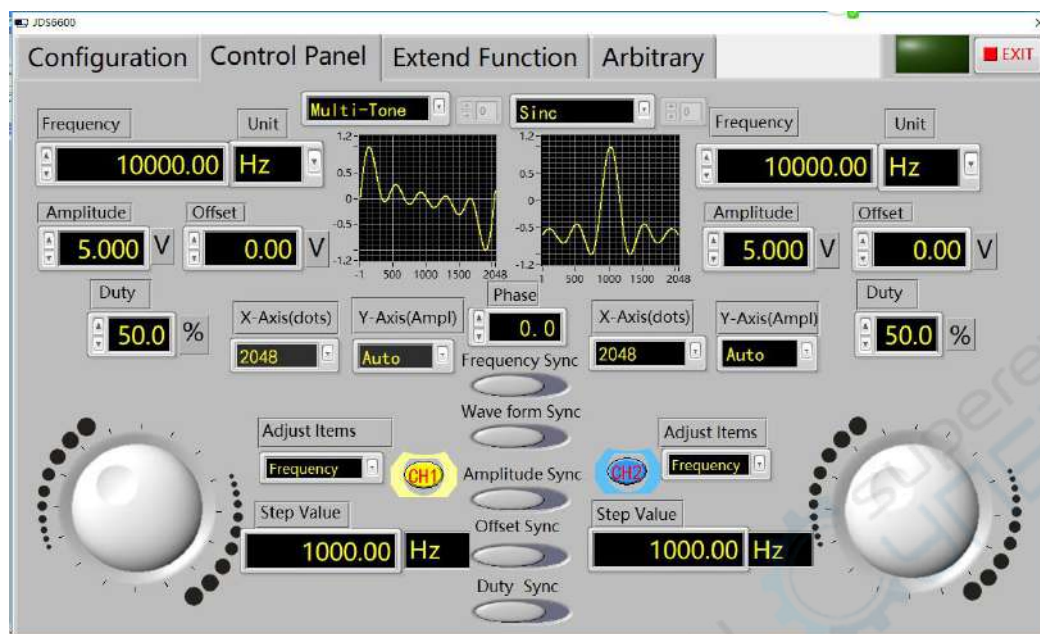 JDS6600
Configuration Control Panel Extend Function Arbitrary EXIT
Multi-Tone 0 Sinc 0
Frequency Unit Frequency Unit
10000.00 Hz 10000.00 Hz
1.2 0.5 0 -0.5 -1.2
-1 500 1000 1500 2048
1.2 0.5 0 -0.5 -1.2
-1 500 1000 1500 2048
Amplitude Offset Amplitude Offset
5.000 V 0.00 V 5.000 V 0.00 V
Duty Phase Duty
50.0 % 0.0 50.0 %
X-Axis(dots) Y-Axis(Ampl) X-Axis(dots) Y-Axis(Ampl)
2048 Auto 2048 Auto
Frequency Sync
Wave form Sync
Adjust Items Adjust Items
Frequency CH1 Amplitude Sync CH2 Frequency
Step Value Offset Sync Step Value
1000.00 Hz 1000.00 Hz
Duty Sync